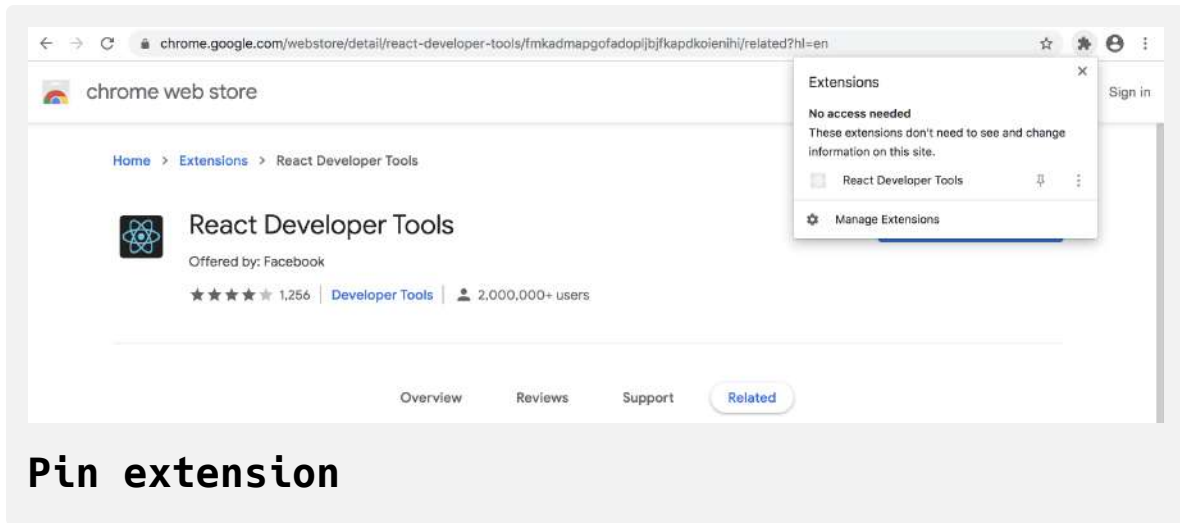 chrome.google.com/webstore/detail/react-developer-tools/fmkadmapgofadopljbjfkapdkoienihi/related?hl=en
chrome web store
Sign in
Extensions
No access needed
These extensions don't need to see and change
information on this site.
React Developer Tools
Manage Extensions
Home > Extensions > React Developer Tools
React Developer Tools
Offered by: Facebook
1,256 | Developer Tools | 2,000,000+ users
Overview Reviews Support Related
Pin extension